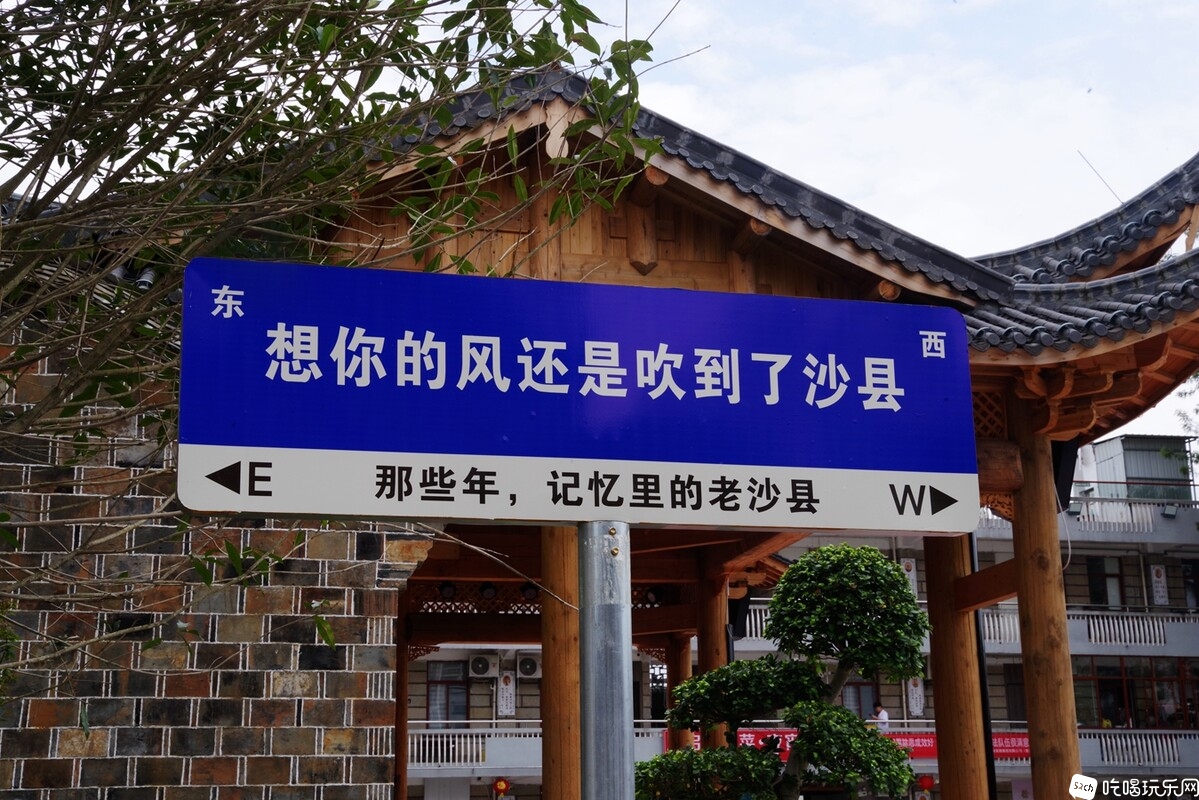 东
西
想你的风还是吹到了沙县
◀E
那些年，记忆里的老沙县
W▶
52ch 吃喝玩乐网